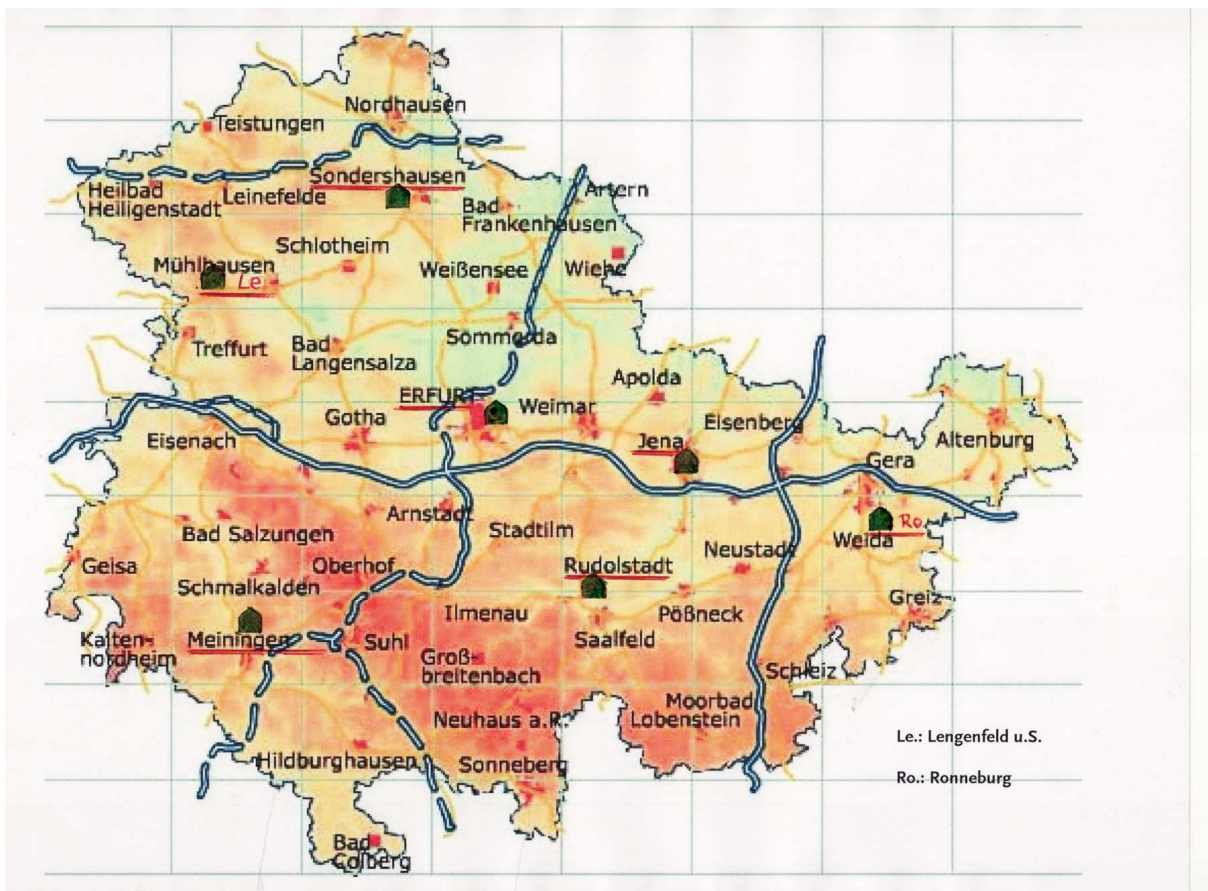 Nordhausen
Teistungen
Sondershausen
Heilbad
Heiligenstadt
Leinefelde
Artern
Bad
Frankenhausen
Schlotheim
Mühlhausen
Le
Weißensee
Wiehe
Treffurt
Bad
Langensalza
Sömmerda
ERFURT
Weimar
Apolda
Gotha
Eisenach
Jena
Eisenberg
Altenburg
Gera
Arnstadt
Stadtilm
Bad Salzungen
Ro
Weida
Neustadt
Geisa
Oberhof
Rudolstadt
Schmalkalden
Ilmenau
Pößneck
Greiz
Kalten-
nordheim
Meiningen
Suhl
Saalfeld
Groß-
breitenbach
Schleiz
Moorbad
Lobenstein
Neuhaus a.R.
Hildburghausen
Sonneberg
Bad
Colberg
Le.: Lengenfeld u.S.
Ro.: Ronneburg